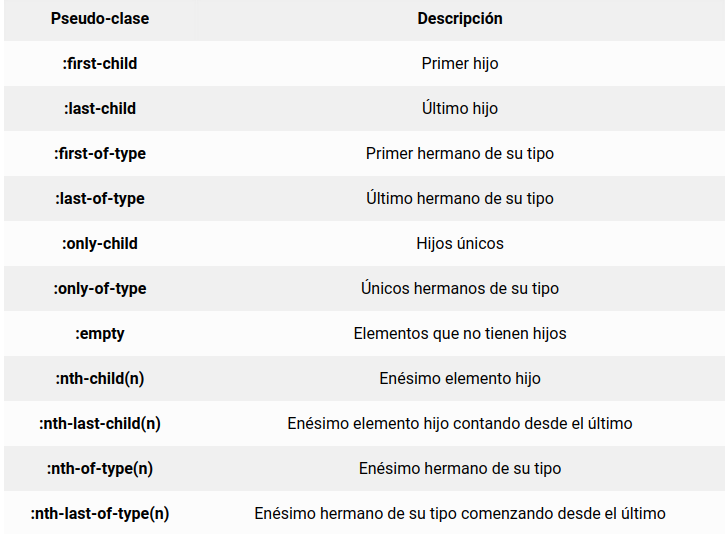 Pseudo-clase Descripción
:first-child Primer hijo
:last-child Último hijo
:first-of-type Primer hermano de su tipo
:last-of-type Último hermano de su tipo
:only-child Hijos únicos
:only-of-type Únicos hermanos de su tipo
:empty Elementos que no tienen hijos
:nth-child(n) Enésimo elemento hijo
:nth-last-child(n) Enésimo elemento hijo contando desde el último
:nth-of-type(n) Enésimo hermano de su tipo
:nth-last-of-type(n) Enésimo hermano de su tipo comenzando desde el último